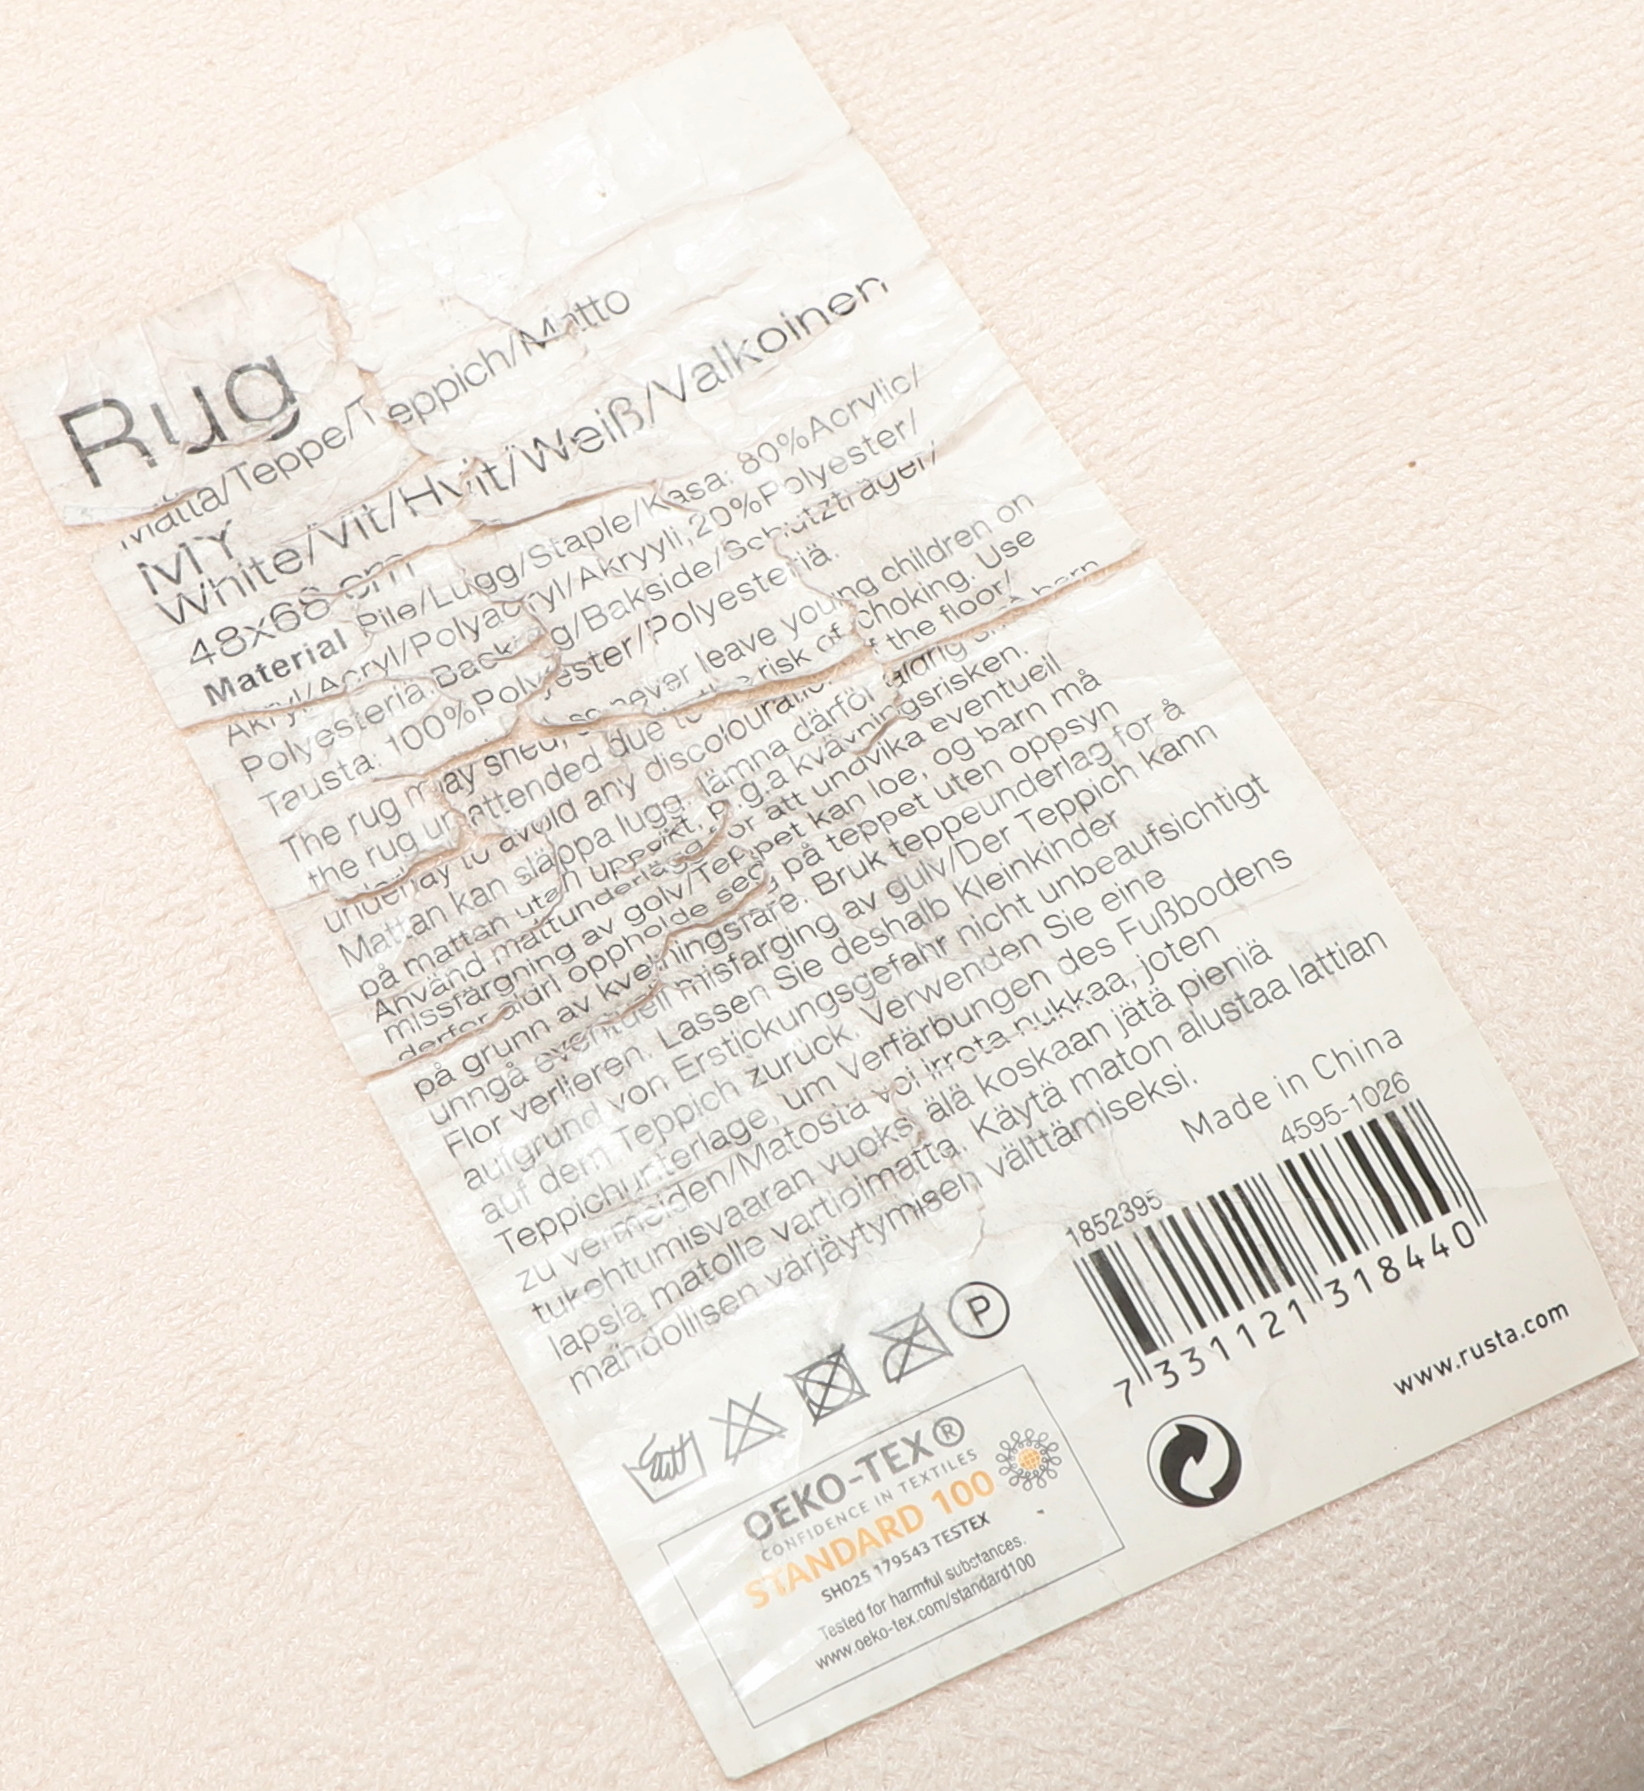 Rug
Matta/Teppe/Teppich/Matto
MY
White/Vit/Hvit/Weiß/Valkoinen
48x68 cm
Material Pile/Lugg/Staple/Kasa: 80%Acrylic/
Akryl/Acryl/Polyacryl/Akryyli,20%Polyester/
Polyesteriä.Backing/Bakside/Schutzträger/
Tausta: 100%Polyester/Polyesteriä.
The rug may shed, so never leave young children on
the rug unattended due to the risk of choking. Use
underlay to avoid any discolouration of the floor/
Mattan kan släppa lugg, lämna därför aldrig små barn
på mattan utan uppsikt, p.g.a kvävningsrisken.
Använd mattunderlägg för att undvika eventuell
missfärgning av golv/Teppet kan loe, og barn må
derfor aldri oppholde seg på teppet uten oppsyn
på grunn av kvelningsfare. Bruk teppeunderlag for å
unngå eventuell misfarging av gulv/Der Teppich kann
Flor verlieren. Lassen Sie deshalb Kleinkinder
aufgrund von Erstickungsgefahr nicht unbeaufsichtigt
auf dem Teppich zurück. Verwenden Sie eine
Teppichunterlage, um Verfärbungen des Fußbodens
zu vermeiden/Matosta voi irrota nukkaa, joten
tukehtumisvaaran vuoksi älä koskaan jätä pieniä
lapsia matolle vartioimatta. Käytä maton alustaa lattian
mahdollisen värjäytymisen välttämiseksi.
Made in China
4595-1026
1852395
7 331121 318440
www.rusta.com
P
OEKO-TEX®
CONFIDENCE IN TEXTILES
STANDARD 100
SH025 179543 TESTEX
Tested for harmful substances.
www.oeko-tex.com/standard100